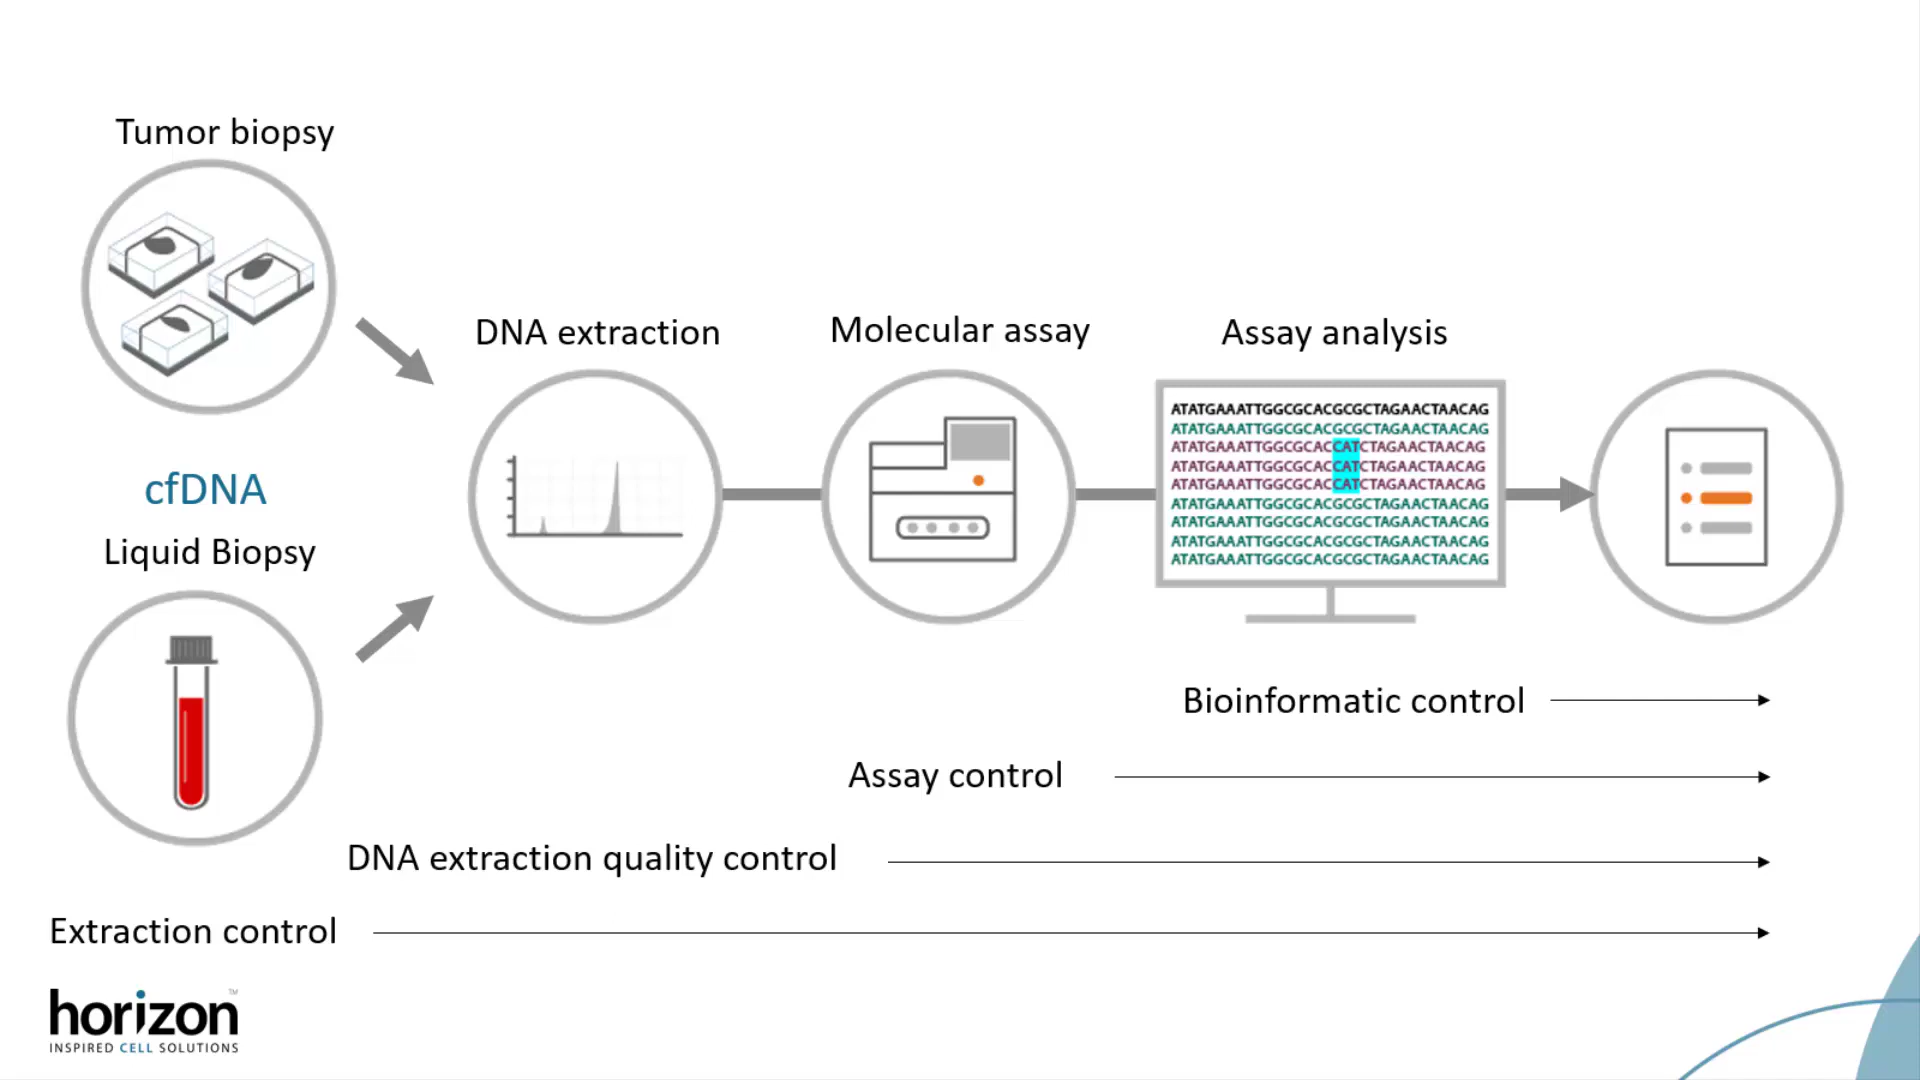 Tumor biopsy
cfDNA
Liquid Biopsy
DNA extraction
Molecular assay
Assay analysis
ATATGAAATTGGCGCACGCGCTAGAACTAACAG
ATATGAAATTGGCGCACGCGCTAGAACTAACAG
ATATGAAATTGGCGCACCATCTAGAACTAACAG
ATATGAAATTGGCGCACCATCTAGAACTAACAG
ATATGAAATTGGCGCACCATCTAGAACTAACAG
ATATGAAATTGGCGCACGCGCTAGAACTAACAG
ATATGAAATTGGCGCACGCGCTAGAACTAACAG
ATATGAAATTGGCGCACGCGCTAGAACTAACAG
ATATGAAATTGGCGCACGCGCTAGAACTAACAG
Bioinformatic control
Assay control
DNA extraction quality control
Extraction control
horizon™
INSPIRED CELL SOLUTIONS